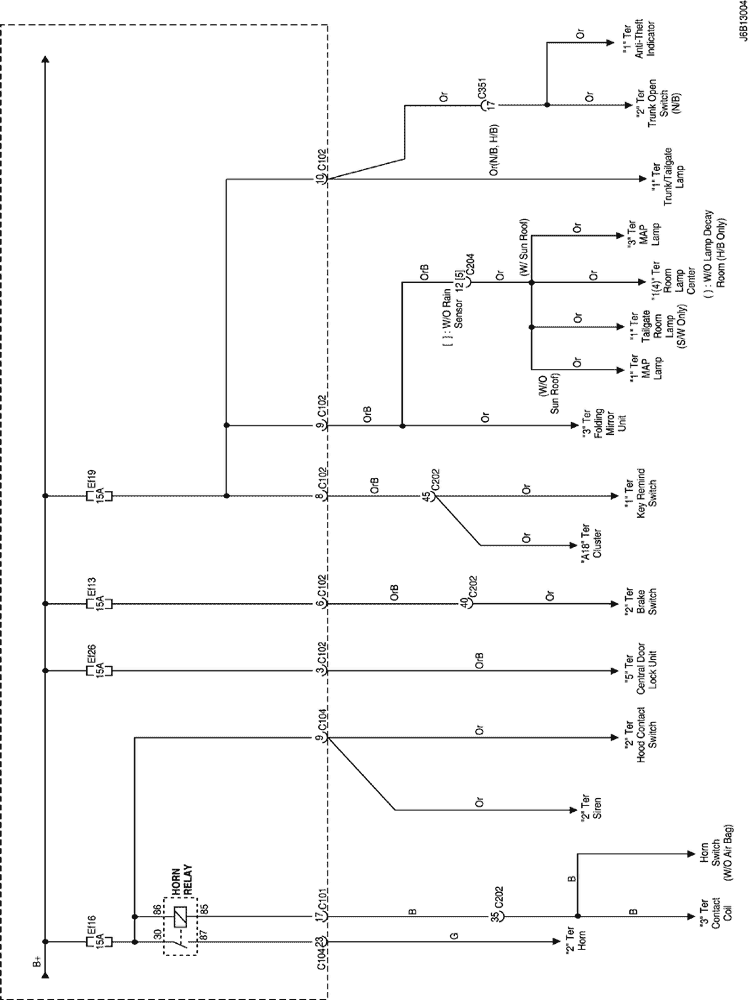 B+
Ef16
15A
Ef26
15A
Ef13
15A
Ef19
15A
HORN
RELAY
30
86
87
85
C104 23
17 C101
9 C104
3 C102
6 C102
8 C102
9 C102
10 C102
G
B
35 C202
B
B
Or
Or
OrB
OrB
40 C202
Or
OrB
45 C202
Or
Or
OrB
Or
OrB
[ ] : W/O Rain
Sensor
12 [5]
C204
Or
(W/O
Sun Roof)
(W/ Sun Roof)
Or
Or
Or
Or
Or(N/B, H/B)
Or
C351
17
Or
Or
"2" Ter
Horn
"3" Ter
Contact
Coil
Horn
Switch
(W/O Air Bag)
"2" Ter
Siren
"2" Ter
Hood Contact
Switch
"5" Ter
Central Door
Lock Unit
"2" Ter
Brake
Switch
"A18" Ter
Cluster
"1" Ter
Key Remind
Switch
"3" Ter
Folding
Mirror
Unit
"1" Ter
MAP
Lamp
"1" Ter
Tailgate
Room
Lamp
(S/W Only)
"1(4)" Ter
Room
Lamp
Center
( ) : W/O Lamp Decay
Room (H/B Only)
"3" Ter
MAP
Lamp
"1" Ter
Trunk/Tailgate
Lamp
"2" Ter
Trunk Open
Switch
(N/B)
"1" Ter
Anti-Theft
Indicator
J6B13004